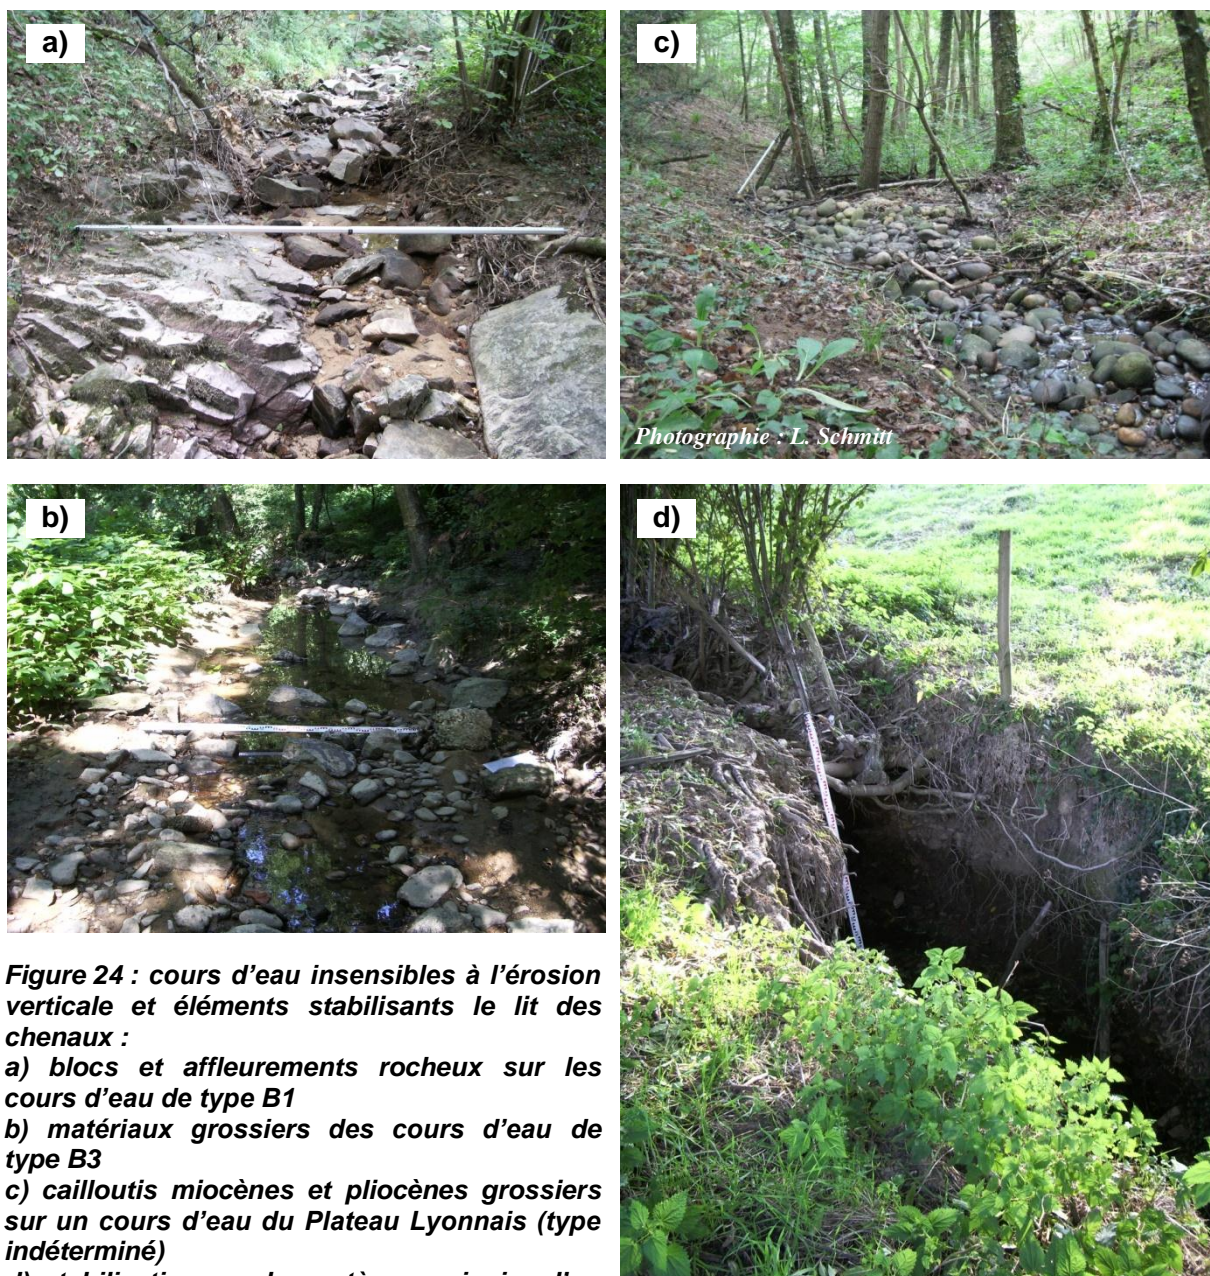 a)
c)
Photographie : L. Schmitt
b)
d)
Figure 24 : cours d'eau insensibles à l'érosion
verticale et éléments stabilisants le lit des
chenaux :
a) blocs et affleurements rocheux sur les
cours d'eau de type B1
b) matériaux grossiers des cours d'eau de
type B3
c) cailloutis miocènes et pliocènes grossiers
sur un cours d'eau du Plateau Lyonnais (type
indéterminé)